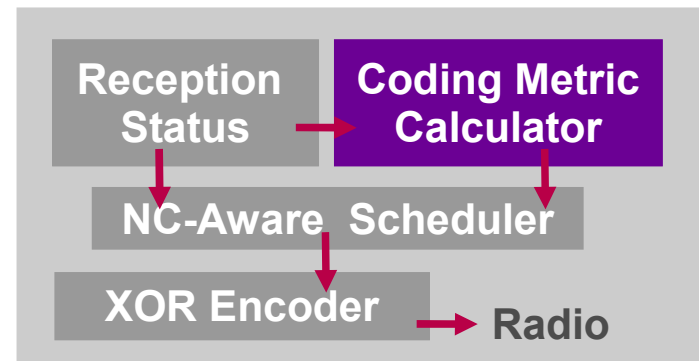 Reception
Status
Coding Metric
Calculator
NC-Aware Scheduler
XOR Encoder
Radio